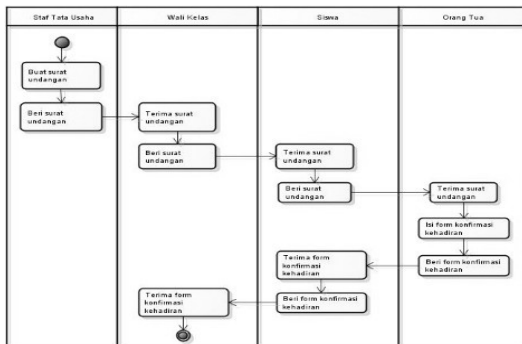 Staf Tata Usaha
Wali Kelas
Siswa
Orang Tua
Buat surat
undangan
Beri surat
undangan
Terima surat
undangan
Beri surat
undangan
Terima surat
undangan
Beri surat
undangan
Terima surat
undangan
Isi form konfirmasi
kehadiran
Beri form konfirmasi
kehadiran
Terima form
konfirmasi
kehadiran
Beri form konfirmasi
kehadiran
Terima form
konfirmasi
kehadiran